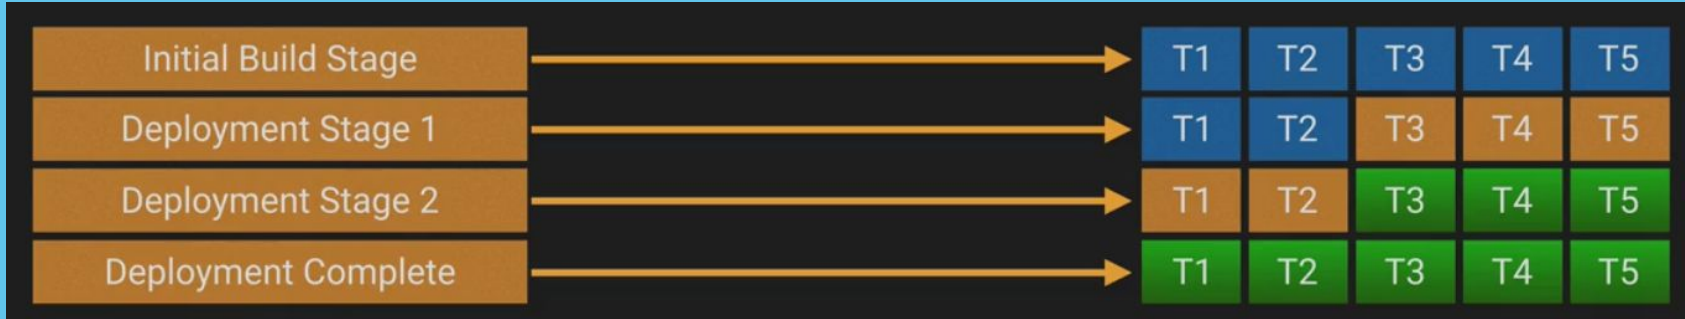 Initial Build Stage T1 T2 T3 T4 T5
Deployment Stage 1 T1 T2 T3 T4 T5
Deployment Stage 2 T1 T2 T3 T4 T5
Deployment Complete T1 T2 T3 T4 T5